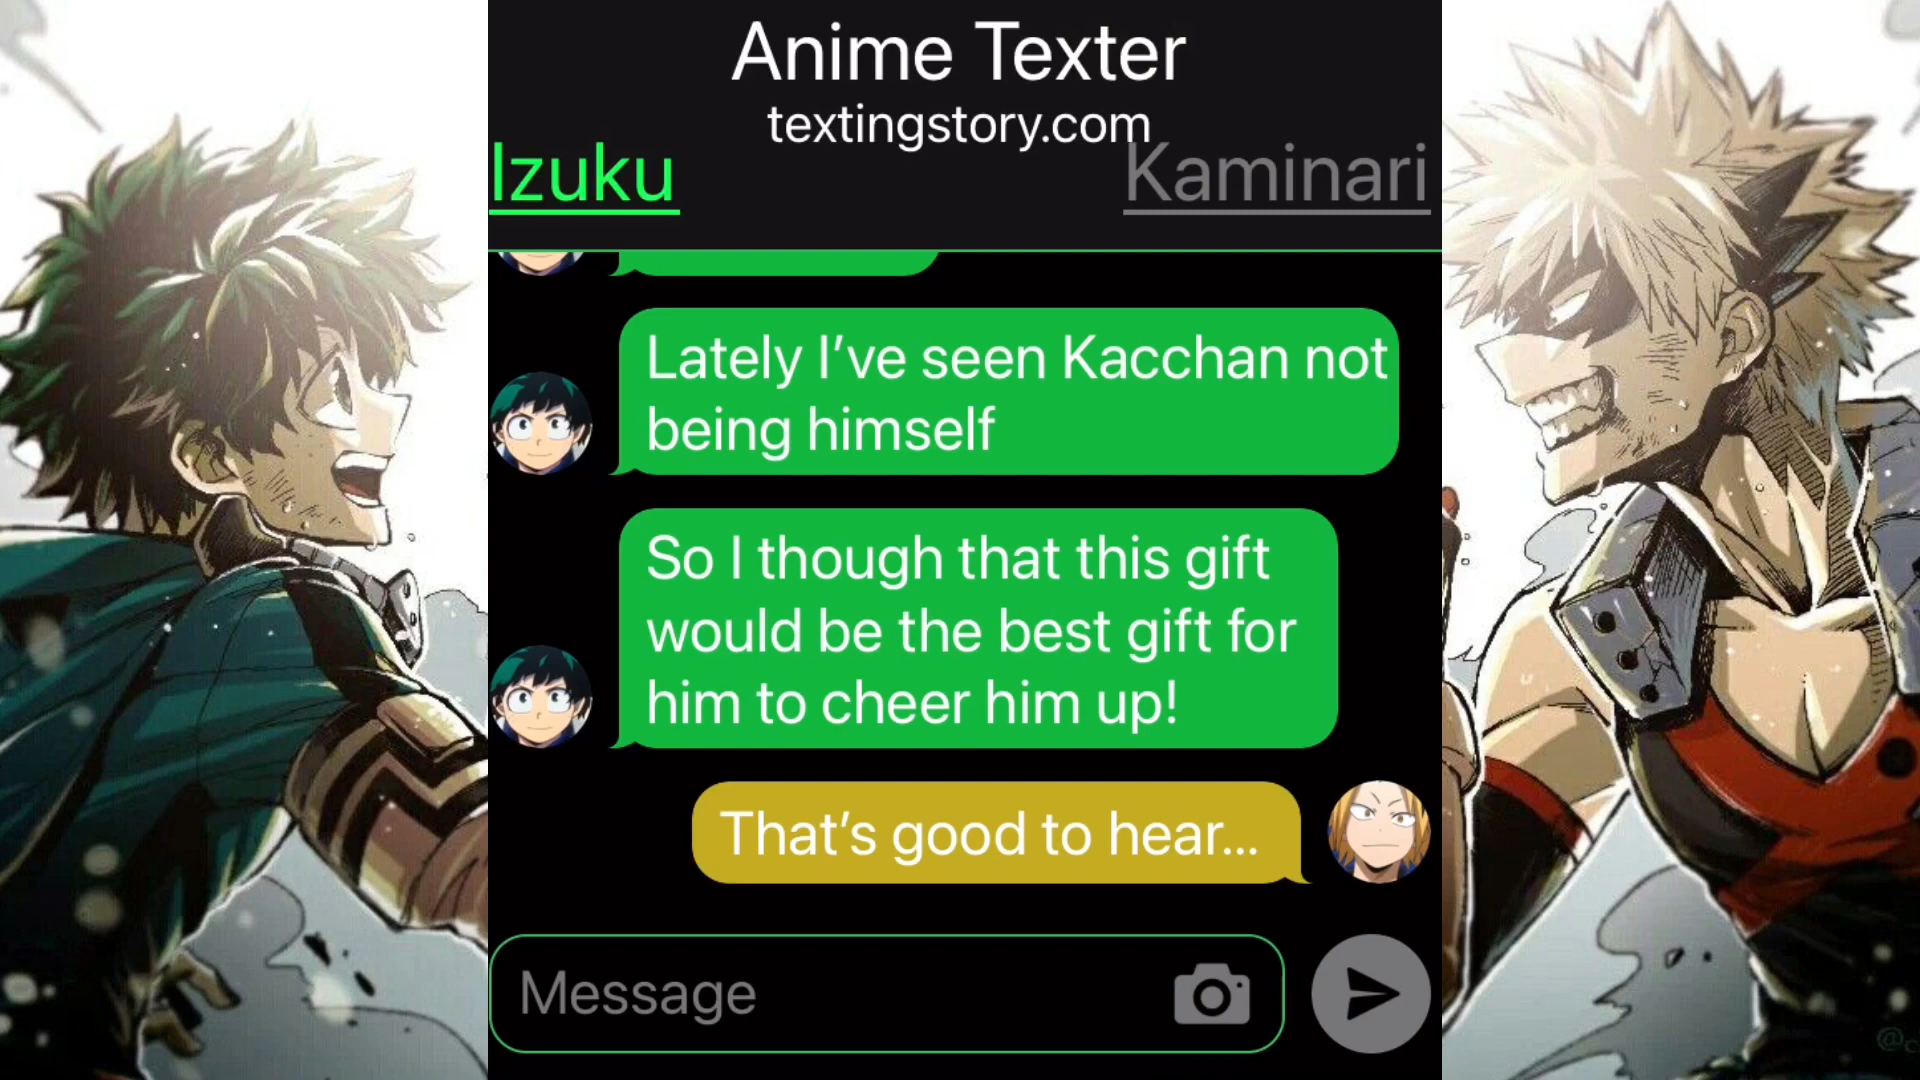 Anime Texter
textingstory.com
Izuku
Kaminari
Lately I’ve seen Kacchan not
being himself
So I though that this gift
would be the best gift for
him to cheer him up!
That’s good to hear...
Message